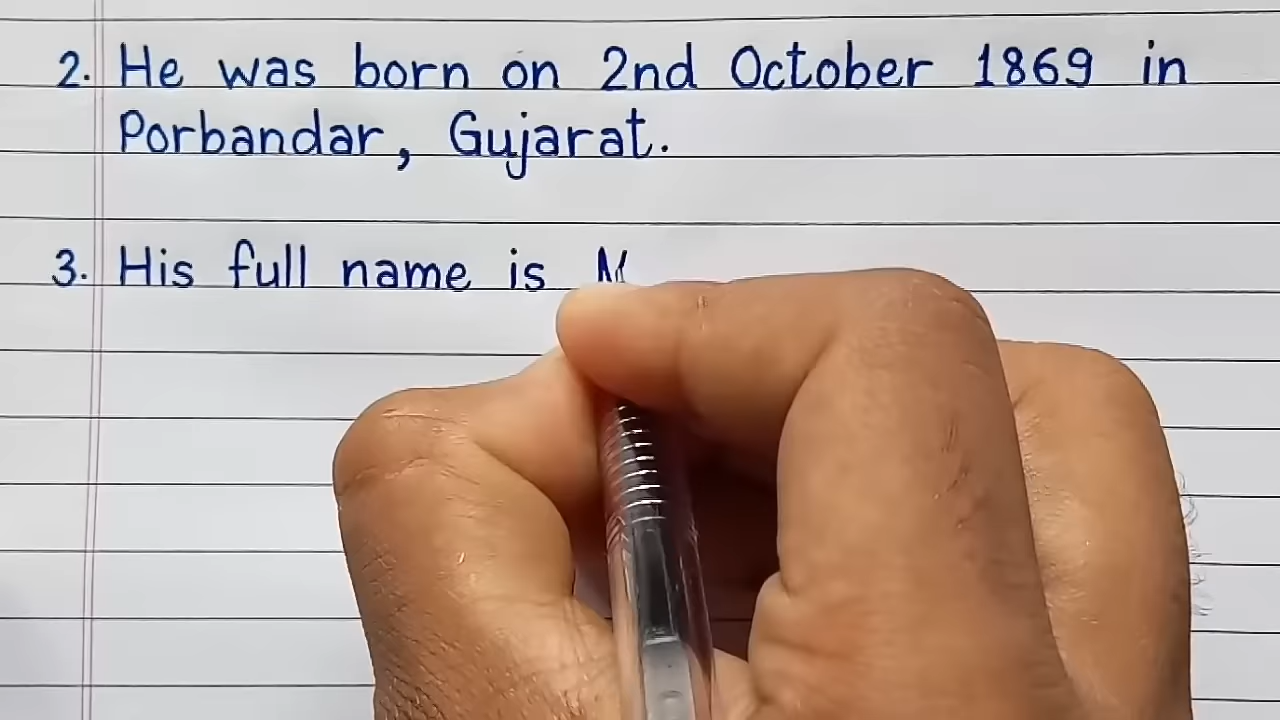 2. He was born on 2nd October 1869 in
Porbandar, Gujarat.
3. His full name is M